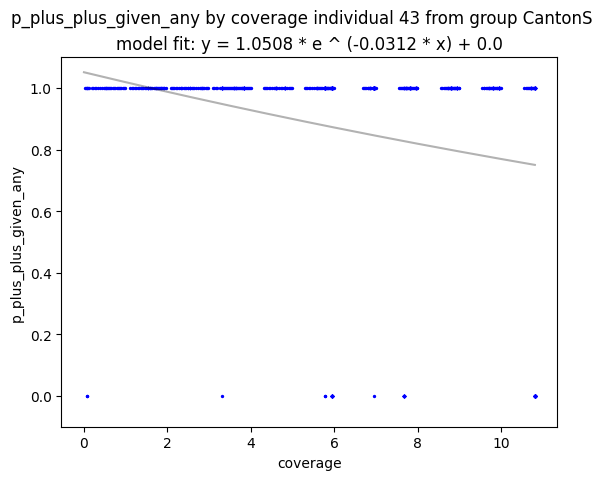 p_plus_plus_given_any by coverage individual 43 from group CantonS
model fit: y = 1.0508 * e ^ (-0.0312 * x) + 0.0
p_plus_plus_given_any
1.0
0.8
0.6
0.4
0.2
0.0
0 2 4 6 8 10
coverage